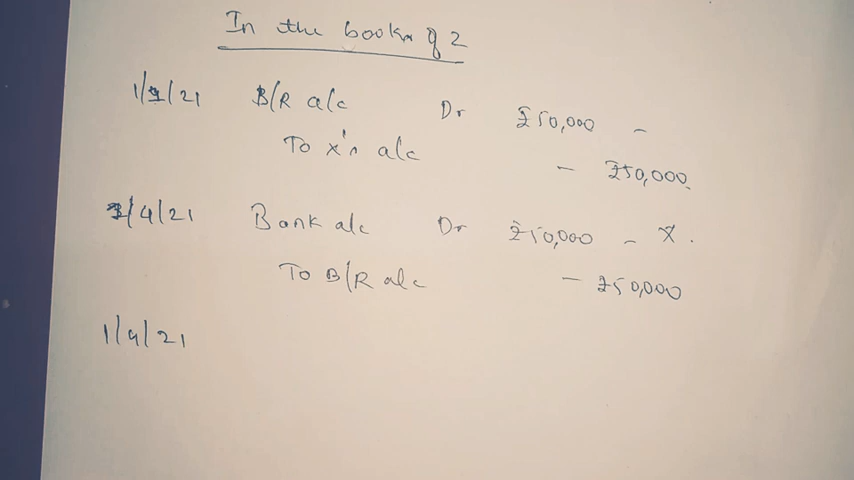 In the books of Z
1/1/21 B/R a/c Dr ₹50,000 -
To X's a/c - ₹50,000
1/4/21 Bank a/c Dr ₹50,000 - X.
To B/R a/c - ₹50,000
1/4/21